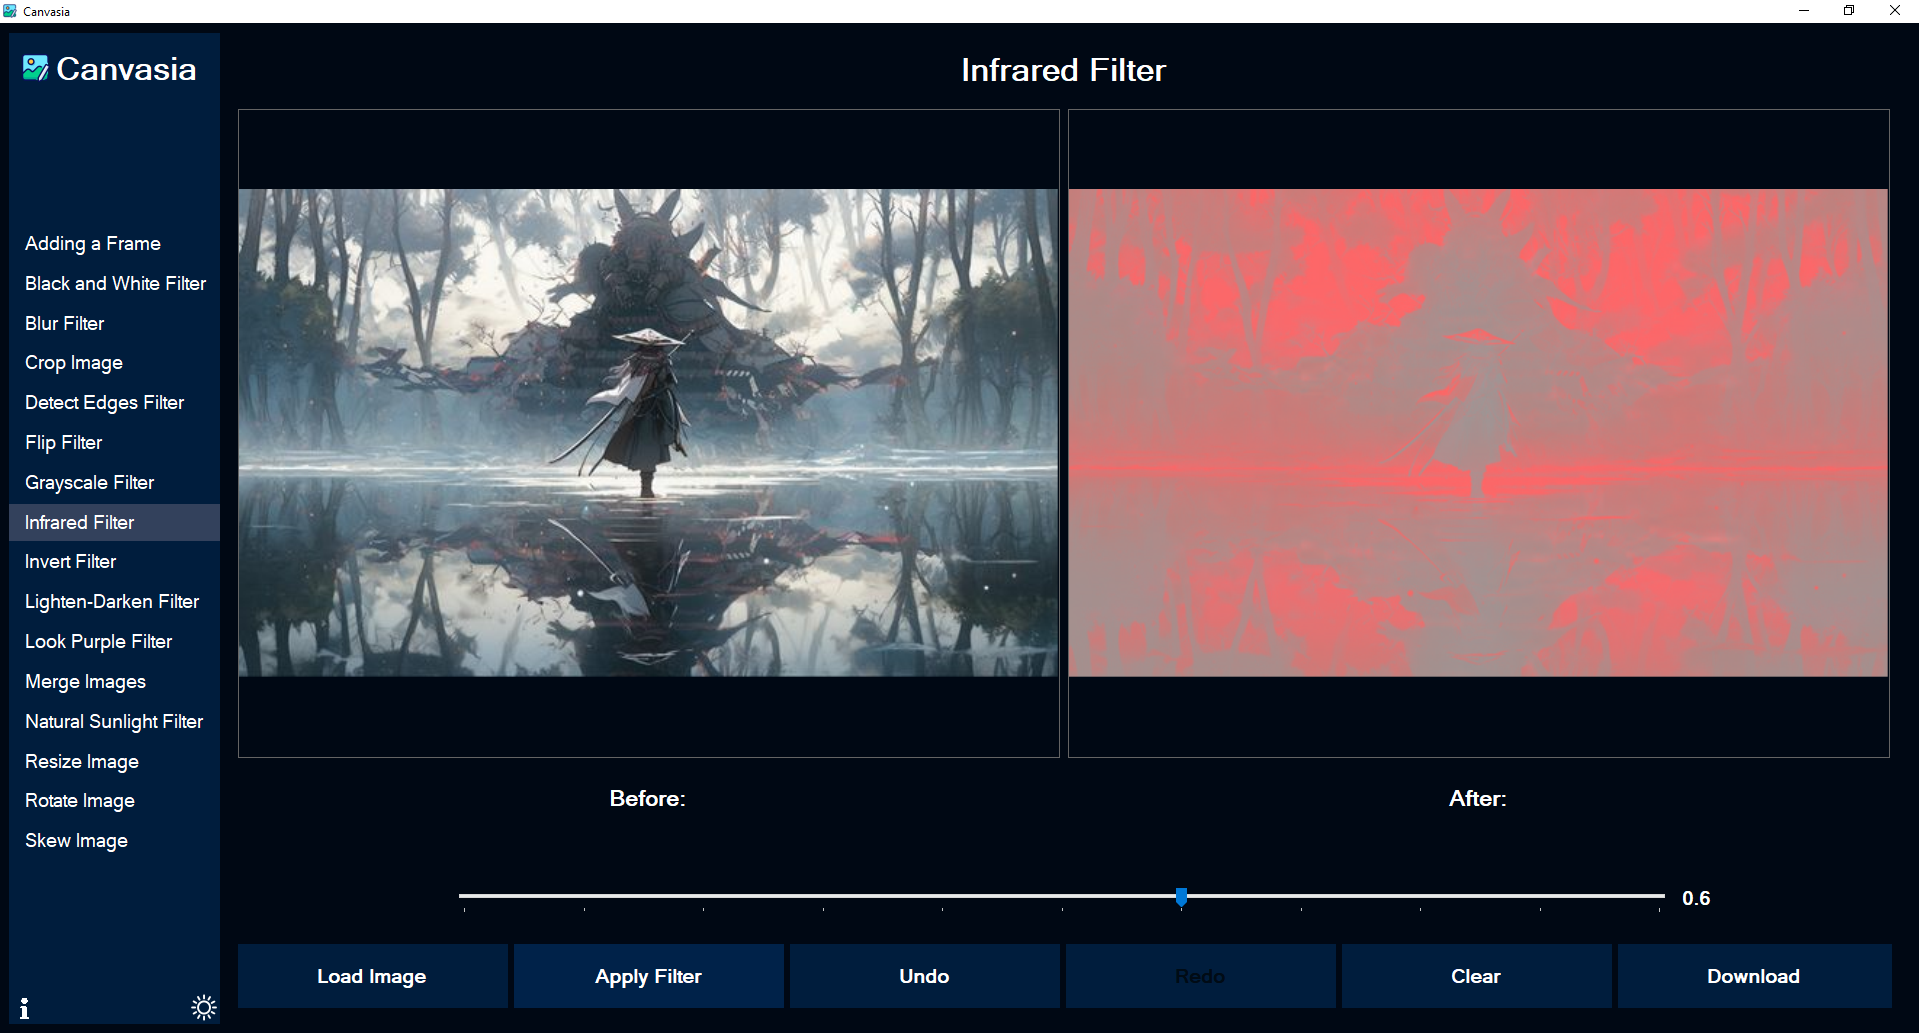 Canvasia
Canvasia
Infrared Filter
Adding a Frame
Black and White Filter
Blur Filter
Crop Image
Detect Edges Filter
Flip Filter
Grayscale Filter
Infrared Filter
Invert Filter
Lighten-Darken Filter
Look Purple Filter
Merge Images
Natural Sunlight Filter
Resize Image
Rotate Image
Skew Image
Before:
After:
0.6
Load Image
Apply Filter
Undo
Redo
Clear
Download